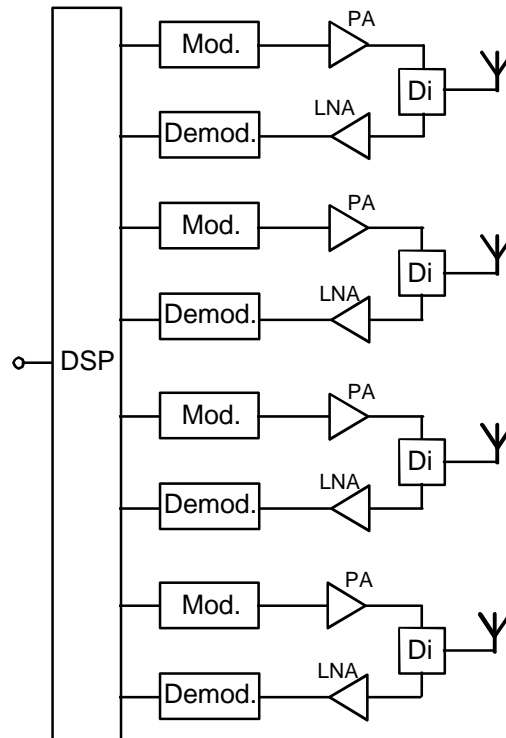 PA
Mod.
Di
LNA
Demod.
PA
Mod.
Di
LNA
Demod.
DSP
PA
Mod.
Di
LNA
Demod.
PA
Mod.
Di
LNA
Demod.